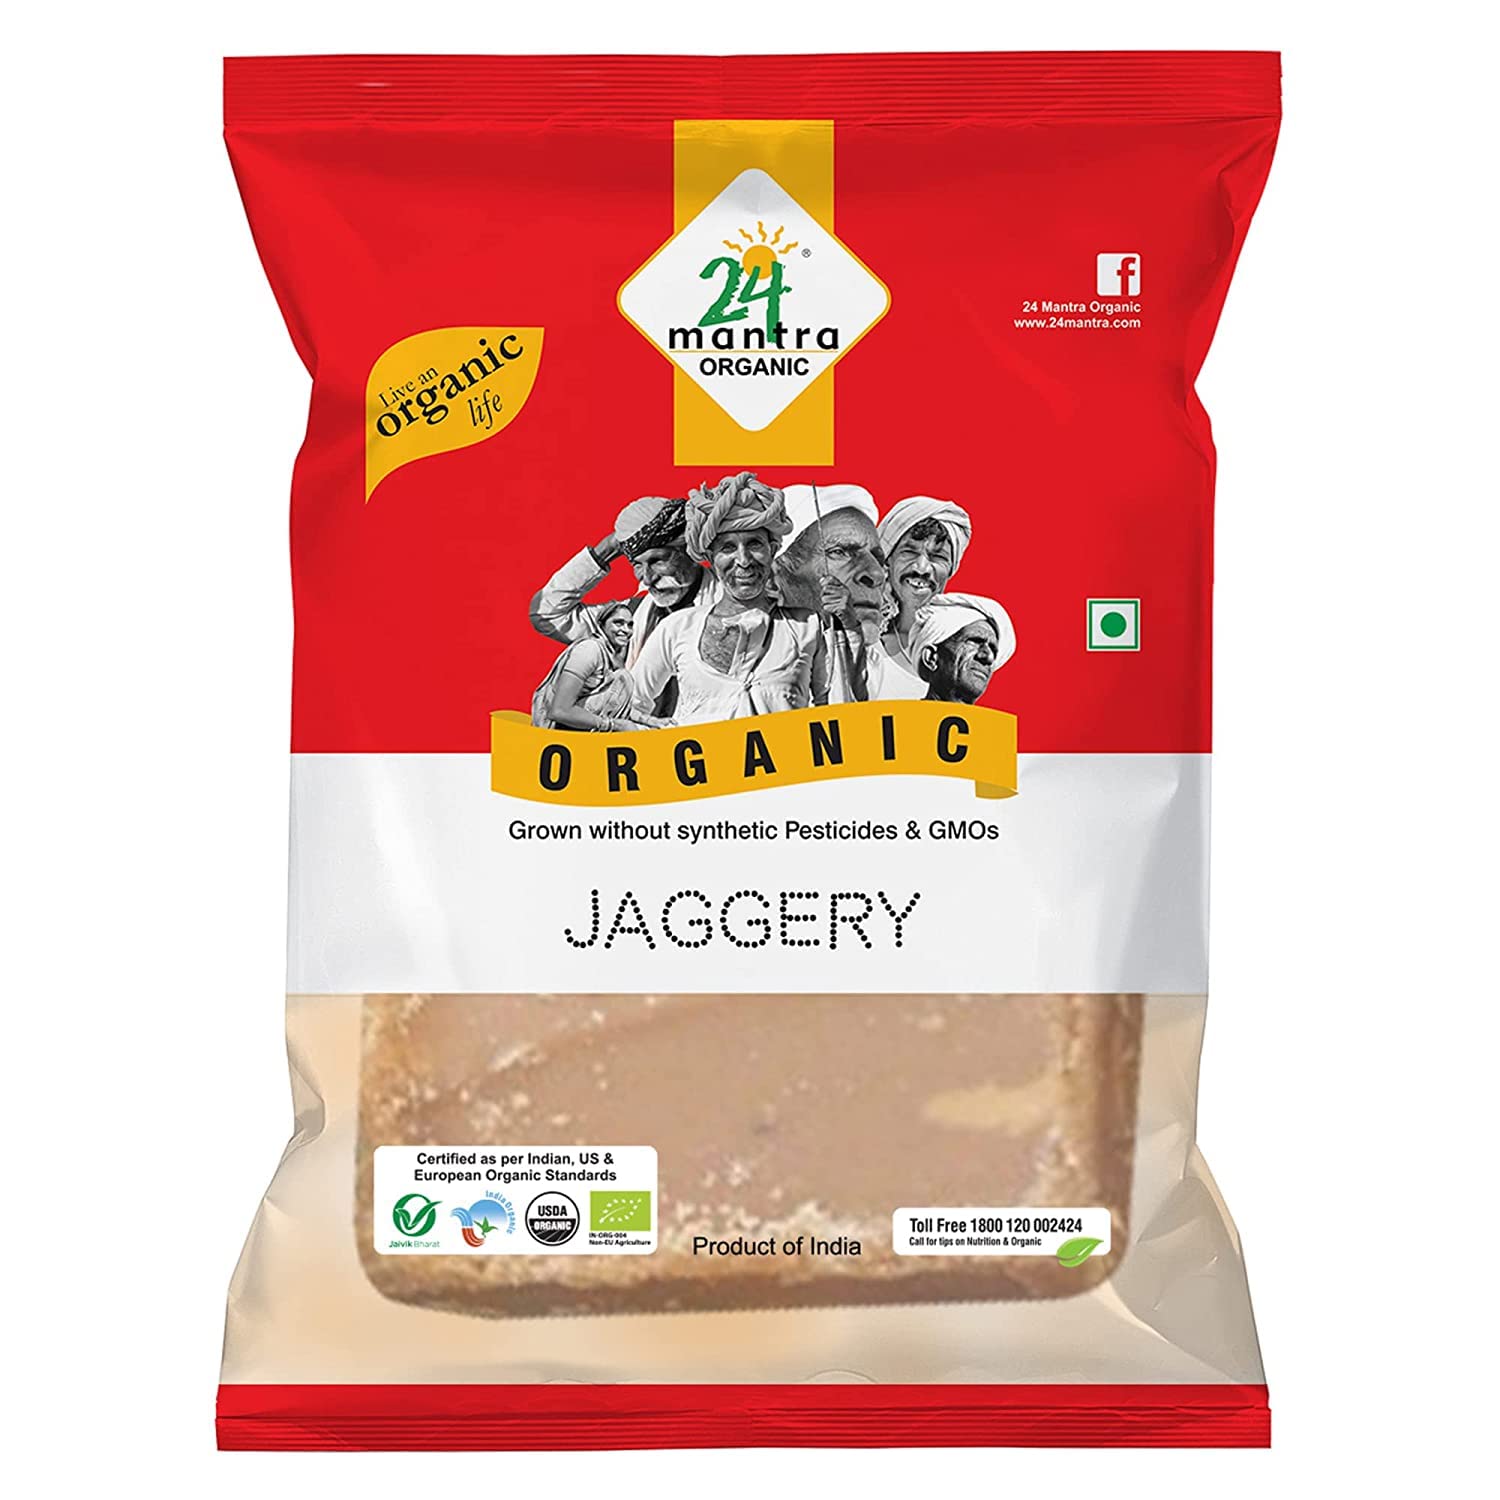 24
mantra
ORGANIC
®
24 Mantra Organic
www.24mantra.com
Live an
organic
life
ORGANIC
Grown without synthetic Pesticides & GMOs
JAGGERY
Certified as per Indian, US &
European Organic Standards
Jaivik Bharat
India Organic
USDA
ORGANIC
IN-ORG-004
Non-EU Agriculture
Product of India
Toll Free 1800 120 002424
Call for tips on Nutrition & Organic